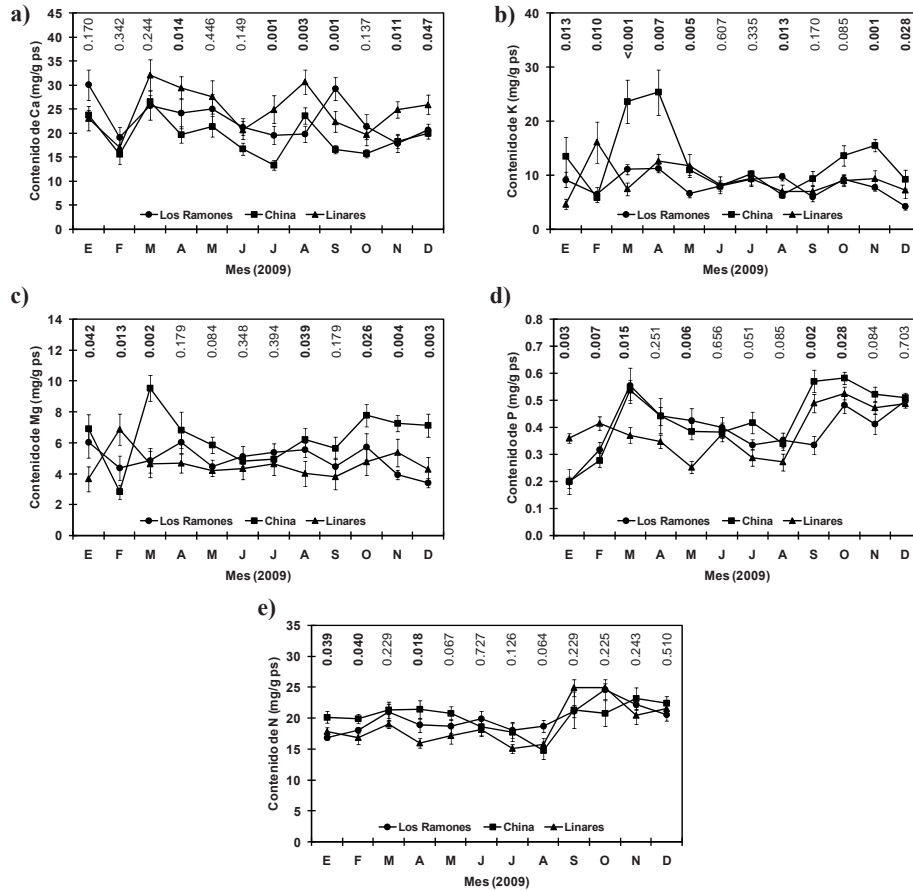 a)
0.170 0.342 0.244 0.014 0.446 0.149 0.001 0.003 0.001 0.137 0.011 0.047
Contenido de Ca (mg/g ps)
50
45
40
35
30
25
20
15
10
5
0
Los Ramones China Linares
E F M A M J J A S O N D
Mes (2009)
b)
0.013 0.010 <0.001 0.007 0.005 0.607 0.335 0.013 0.170 0.085 0.001 0.028
Contenido de K (mg/g ps)
40
30
20
10
0
Los Ramones China Linares
E F M A M J J A S O N D
Mes (2009)
c)
0.042 0.013 0.002 0.179 0.084 0.348 0.394 0.039 0.179 0.026 0.004 0.003
Contenido de Mg (mg/g ps)
16
14
12
10
8
6
4
2
0
Los Ramones China Linares
E F M A M J J A S O N D
Mes (2009)
d)
0.003 0.007 0.015 0.251 0.006 0.656 0.051 0.085 0.002 0.028 0.084 0.703
Contenido de P (mg/g ps)
0.8
0.7
0.6
0.5
0.4
0.3
0.2
0.1
0.0
Los Ramones China Linares
E F M A M J J A S O N D
Mes (2009)
e)
0.039 0.040 0.229 0.018 0.067 0.727 0.126 0.064 0.229 0.225 0.243 0.510
Contenido de N (mg/g ps)
35
30
25
20
15
10
5
0
Los Ramones China Linares
E F M A M J J A S O N D
Mes (2009)